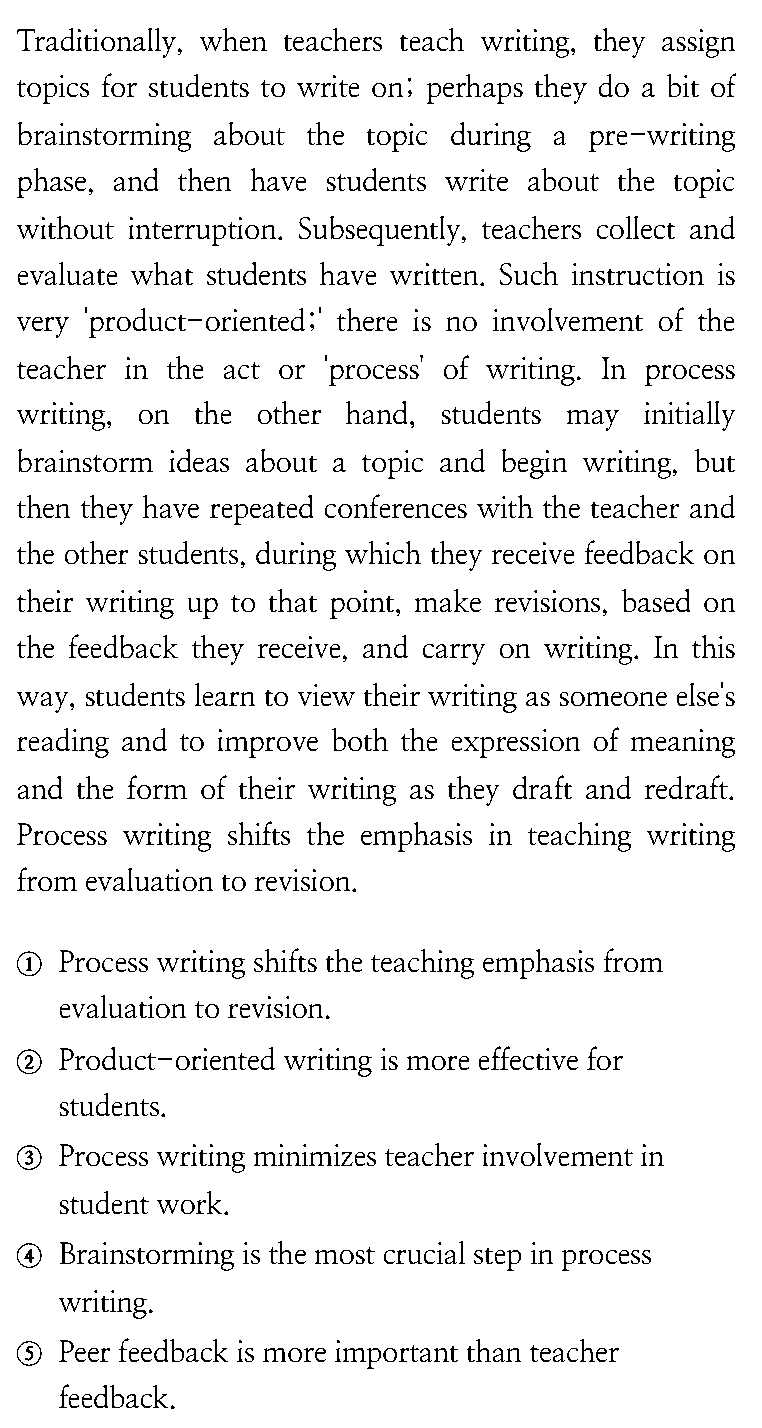 Traditionally, when teachers teach writing, they assign
topics for students to write on; perhaps they do a bit of
brainstorming about the topic during a pre-writing
phase, and then have students write about the topic
without interruption. Subsequently, teachers collect and
evaluate what students have written. Such instruction is
very 'product-oriented;' there is no involvement of the
teacher in the act or 'process' of writing. In process
writing, on the other hand, students may initially
brainstorm ideas about a topic and begin writing, but
then they have repeated conferences with the teacher and
the other students, during which they receive feedback on
their writing up to that point, make revisions, based on
the feedback they receive, and carry on writing. In this
way, students learn to view their writing as someone else's
reading and to improve both the expression of meaning
and the form of their writing as they draft and redraft.
Process writing shifts the emphasis in teaching writing
from evaluation to revision.
① Process writing shifts the teaching emphasis from
evaluation to revision.
② Product-oriented writing is more effective for
students.
③ Process writing minimizes teacher involvement in
student work.
④ Brainstorming is the most crucial step in process
writing.
⑤ Peer feedback is more important than teacher
feedback.